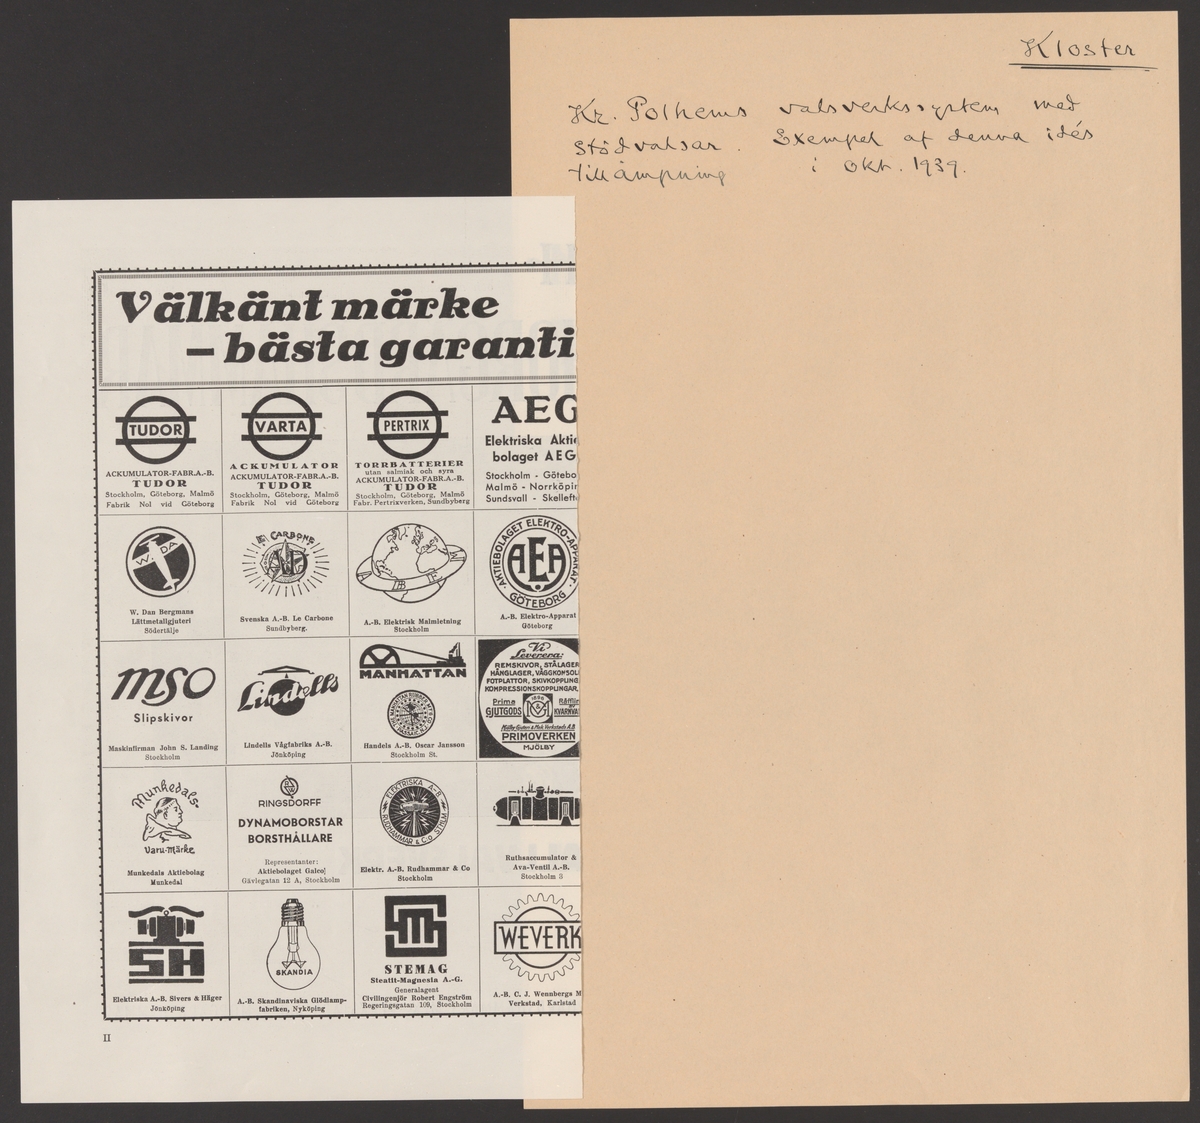 Kloster
Kr. Polhems valsverkssystem med
Stödvalsar. Exempel af denna idés
tillämpning i Okt. 1939.
Välkänt märke
– bästa garanti
TUDOR
ACKUMULATOR-FABR.A.-B.
TUDOR
Stockholm, Göteborg, Malmö
Fabrik Nol vid Göteborg
VARTA
ACKUMULATOR
ACKUMULATOR-FABR.A.-B.
TUDOR
Stockholm, Göteborg, Malmö
Fabrik Nol vid Göteborg
PERTRIX
TORRBATTERIER
utan salmiak och syra
ACKUMULATOR-FABR.A.-B.
TUDOR
Stockholm, Göteborg, Malmö
Fabr. Pertrixverken, Sundbyberg
AEG
Elektriska Aktie
bolaget AEG
Stockholm - Götebo
Malmö - Norrköpin
Sundsvall - Skelleft
W. DA
W. Dan Bergmans
Lättmetallgjuteri
Södertälje
LE CARBONE
Svenska A.-B. Le Carbone
Sundbyberg.
A.-B. Elektrisk Malmletning
Stockholm
AKTIEBOLAGET ELEKTRO-APPARAT
AEA
GÖTEBORG
A.-B. Elektro-Apparat
Göteborg
MSO
Slipskivor
Maskinfirman John S. Landing
Stockholm
Lindells
Lindells Vågfabriks A.-B.
Jönköping
MANHATTAN
Handels A.-B. Oscar Jansson
Stockholm St.
Vi
Leverera:
REMSKIVOR, STÅLAGER
HÄNGLAGER, VÄGGKONSOL
FOTPLATTOR, SKIVKOPPLING
KOMPRESSIONSKOPPLINGAR,
Prima
GJUTGODS
1896
Räffl
KVARNVA
PRIMOVERKEN
MJÖLBY
Munkedals-
Varu-Märke
Munkedals Aktiebolag
Munkedal
RINGSDORFF
DYNAMOBORSTAR
BORSTHÅLLARE
Representanter:
Aktiebolaget Galco
Gävlegatan 12 A, Stockholm
ELEKTRISKA A-B
RUDHAMMAR & Co STHLM
Elektr. A.-B. Rudhammar & Co
Stockholm
Ruthsaccumulator &
Ava-Ventil A.-B.
Stockholm 3
SH
Elektriska A.-B. Sivers & Häger
Jönköping
SKANDIA
A.-B. Skandinaviska Glödlamp-
fabriken, Nyköping
STEMAG
Steatit-Magnesia A.-G.
Generalagent
Civilingenjör Robert Engström
Regeringsgatan 109, Stockholm
WEVERK
A.-B. C. J. Wennbergs M
Verkstad, Karlstad
II